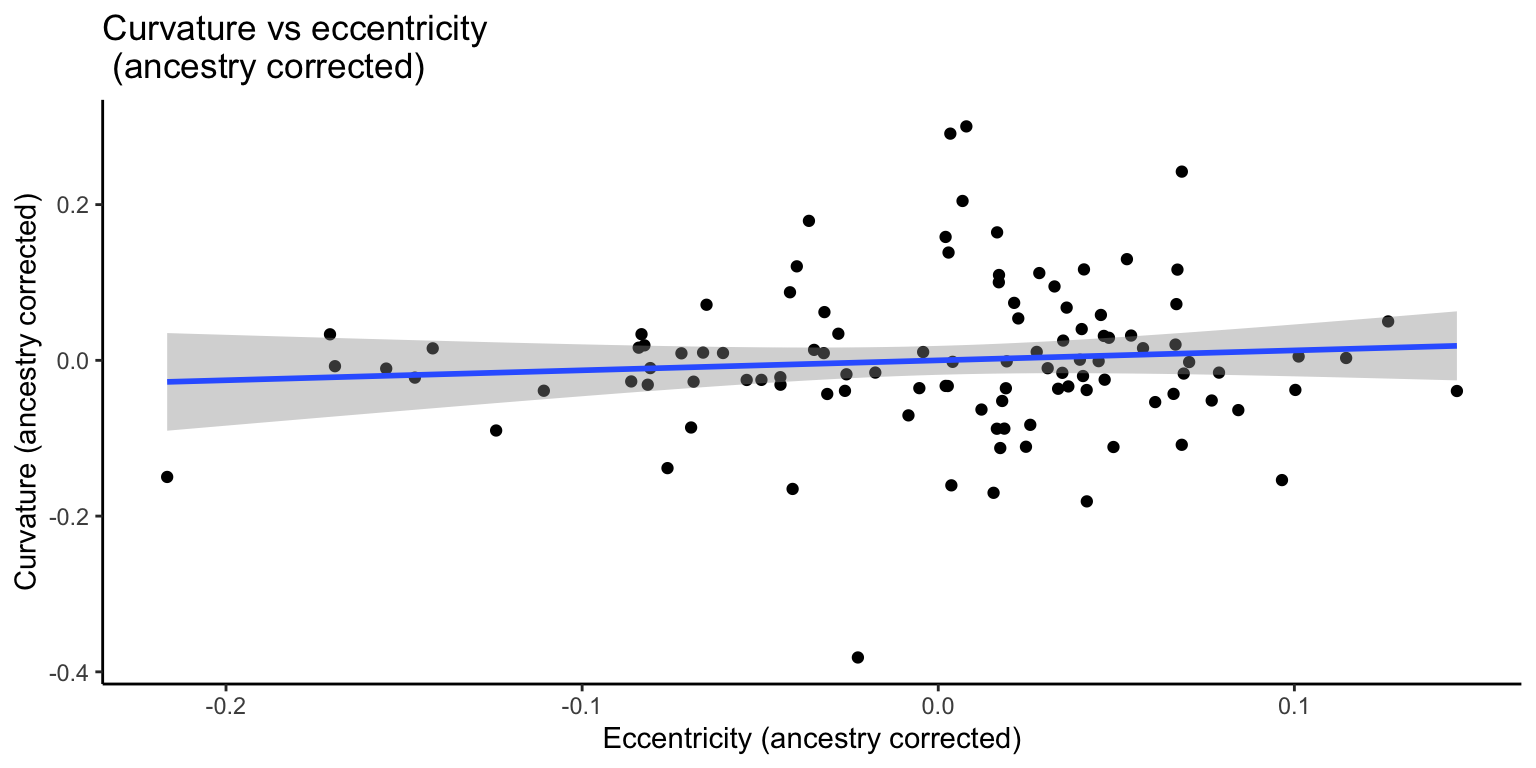 Curvature vs eccentricity
(ancestry corrected)
Curvature (ancestry corrected)
0.2
0.0
-0.2
-0.4
-0.2
-0.1
0.0
0.1
Eccentricity (ancestry corrected)